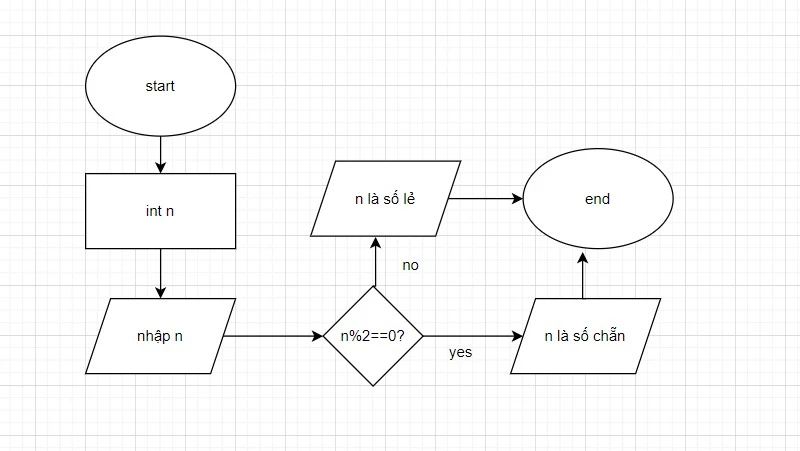 start
int n
nhập n
n%2==0?
no
n là số lẻ
yes
n là số chẵn
end